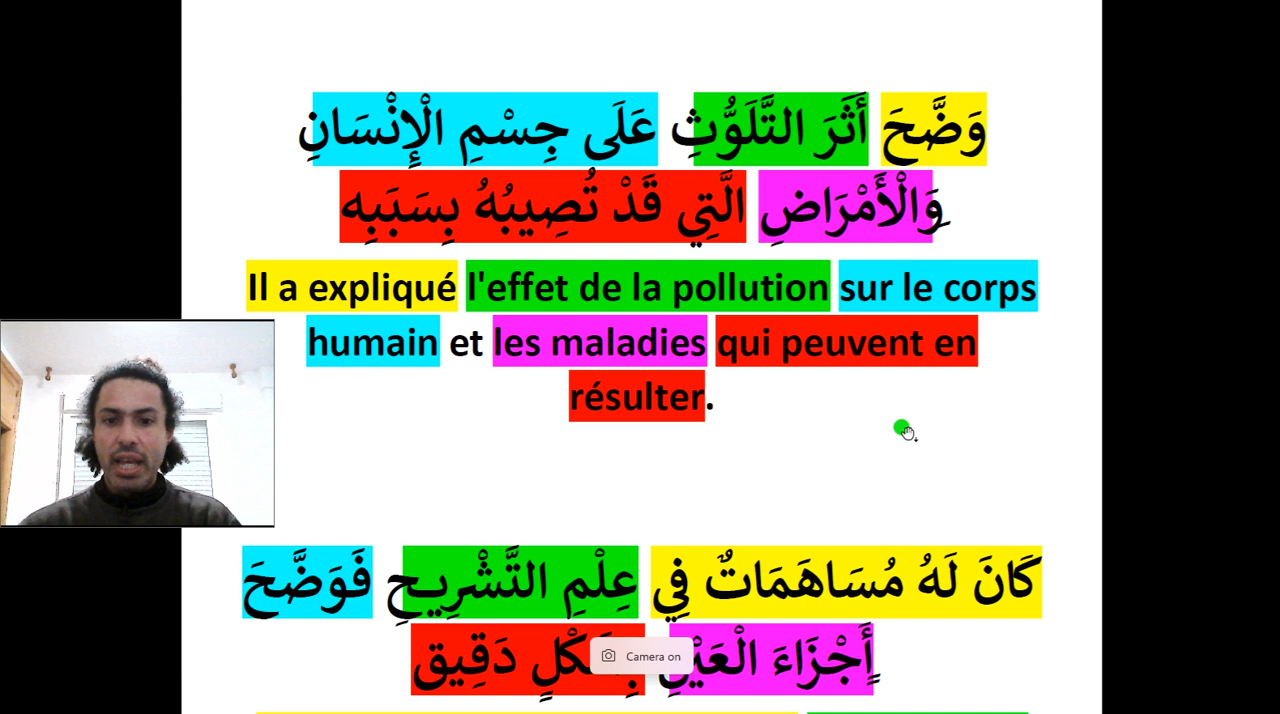 وَضَّحَ أَثَرَ التَّلَوُّثِ عَلَى جِسْمِ الْإِنْسَانِ
وَالْأَمْرَاضِ الَّتِي قَدْ تُصِيبُهُ بِسَبَبِه
Il a expliqué l'effet de la pollution sur le corps
humain et les maladies qui peuvent en
résulter.
كَانَ لَهُ مُسَاهَمَاتٌ فِي عِلْمِ التَّشْرِيحِ فَوَضَّحَ
أَجْزَاءَ الْعَيْنِ دَقِيق
Camera on